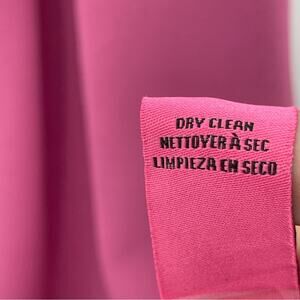 DRY CLEAN
NETTOYER À SEC
LIMPIEZA EN SECO